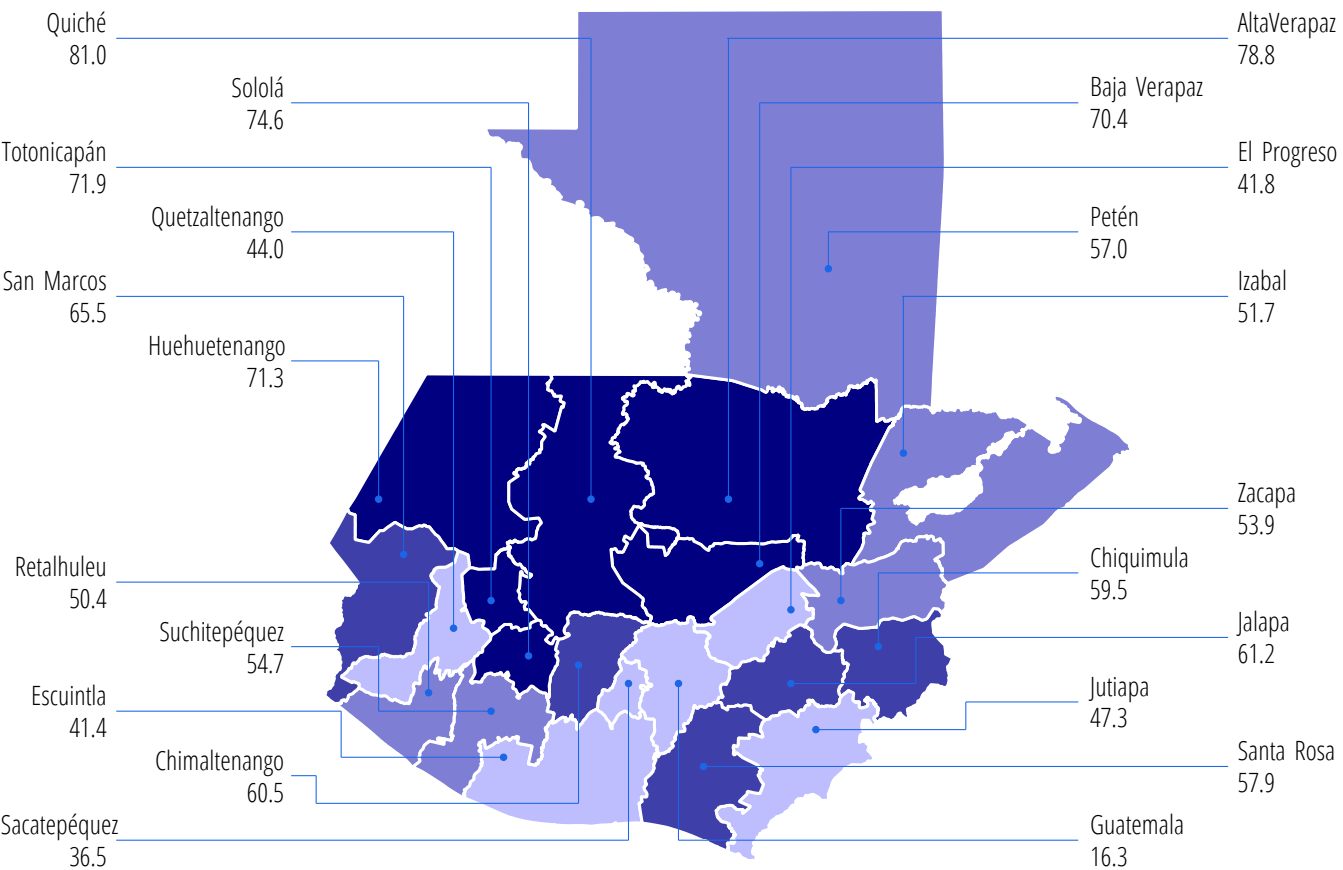 Quiché
81.0
Sololá
74.6
Totonicapán
71.9
Quetzaltenango
44.0
San Marcos
65.5
Huehuetenango
71.3
Retalhuleu
50.4
Suchitepéquez
54.7
Escuintla
41.4
Chimaltenango
60.5
Sacatepéquez
36.5
AltaVerapaz
78.8
Baja Verapaz
70.4
El Progreso
41.8
Petén
57.0
Izabal
51.7
Zacapa
53.9
Chiquimula
59.5
Jalapa
61.2
Jutiapa
47.3
Santa Rosa
57.9
Guatemala
16.3